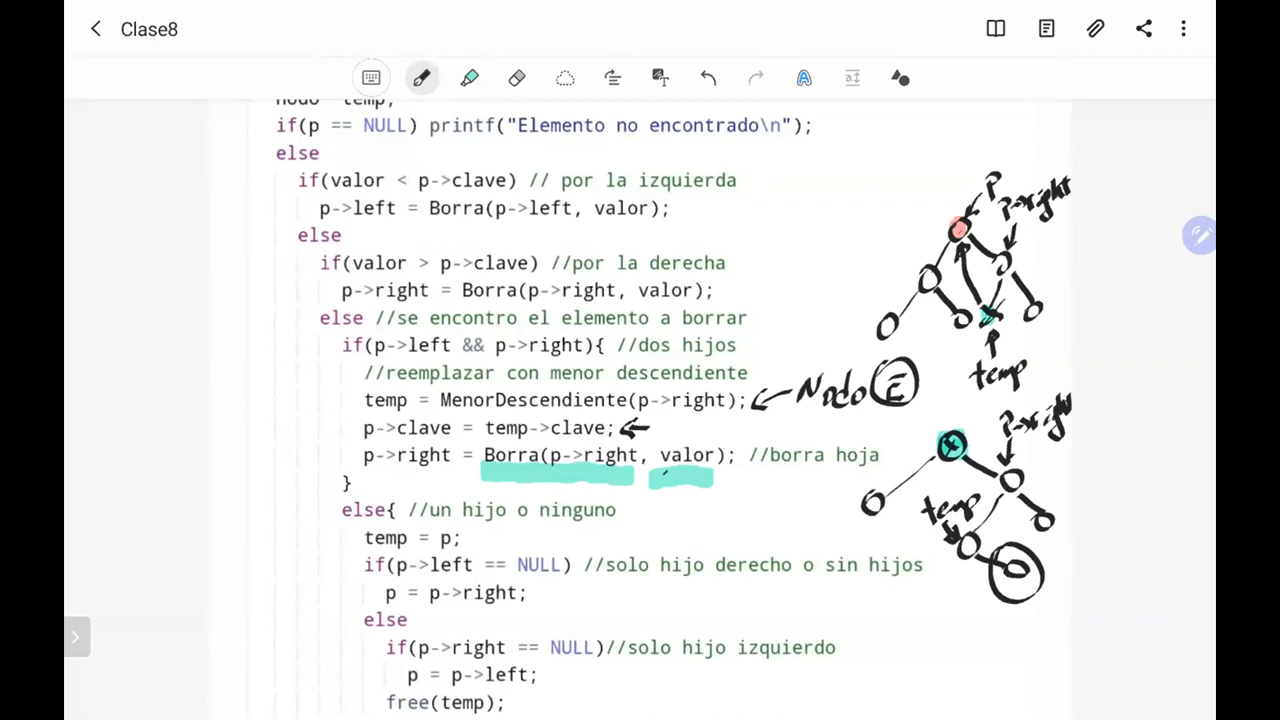 Clase8
nodo *temp;
if(p == NULL) printf("Elemento no encontrado\n");
else
if(valor < p->clave) // por la izquierda
p->left = Borra(p->left, valor);
else
if(valor > p->clave) //por la derecha
p->right = Borra(p->right, valor);
else //se encontro el elemento a borrar
if(p->left && p->right){ //dos hijos
//reemplazar con menor descendiente
temp = MenorDescendiente(p->right);
p->clave = temp->clave;
p->right = Borra(p->right, valor); //borra hoja
}
else{ //un hijo o ninguno
temp = p;
if(p->left == NULL) //solo hijo derecho o sin hijos
p = p->right;
else
if(p->right == NULL)//solo hijo izquierdo
p = p->left;
free(temp);
P
P->right
temp
Nodo E
P->right
temp